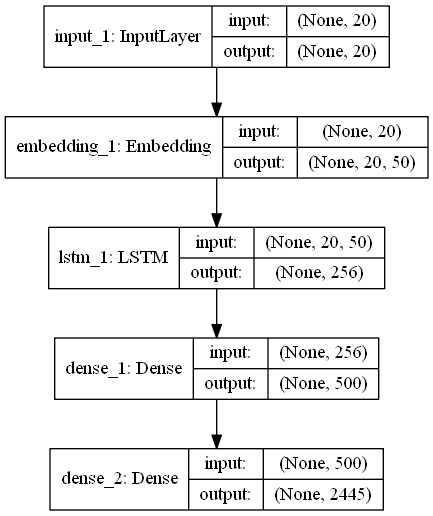 input_1: InputLayer
input: (None, 20)
output: (None, 20)
embedding_1: Embedding
input: (None, 20)
output: (None, 20, 50)
lstm_1: LSTM
input: (None, 20, 50)
output: (None, 256)
dense_1: Dense
input: (None, 256)
output: (None, 500)
dense_2: Dense
input: (None, 500)
output: (None, 2445)